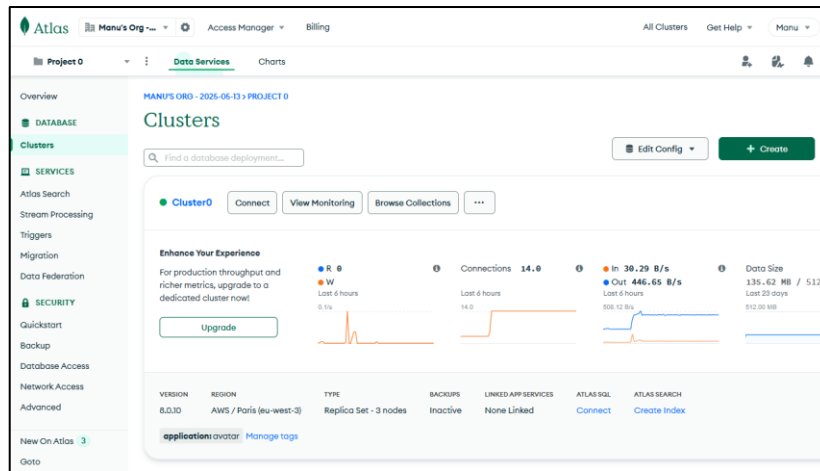 Atlas
Manu's Org -...
Access Manager
Billing
All Clusters
Get Help
Manu
Project 0
Data Services
Charts
Overview
DATABASE
Clusters
SERVICES
Atlas Search
Stream Processing
Triggers
Migration
Data Federation
SECURITY
Quickstart
Backup
Database Access
Network Access
Advanced
New On Atlas 3
Goto
MANU'S ORG - 2025-05-13 > PROJECT 0
Clusters
Find a database deployment...
Edit Config
+ Create
Cluster0
Connect
View Monitoring
Browse Collections
...
Enhance Your Experience
For production throughput and
richer metrics, upgrade to a
dedicated cluster now!
Upgrade
R 0
W
Last 6 hours
0.1/s
Connections 14.0
Last 6 hours
14.0
In 30.29 B/s
Out 446.65 B/s
Last 6 hours
508.12 B/s
Data Size
135.62 MB / 512
Last 23 days
512.00 MB
VERSION
8.0.10
REGION
AWS / Paris (eu-west-3)
TYPE
Replica Set - 3 nodes
BACKUPS
Inactive
LINKED APP SERVICES
None Linked
ATLAS SQL
Connect
ATLAS SEARCH
Create Index
application: avatar
Manage tags